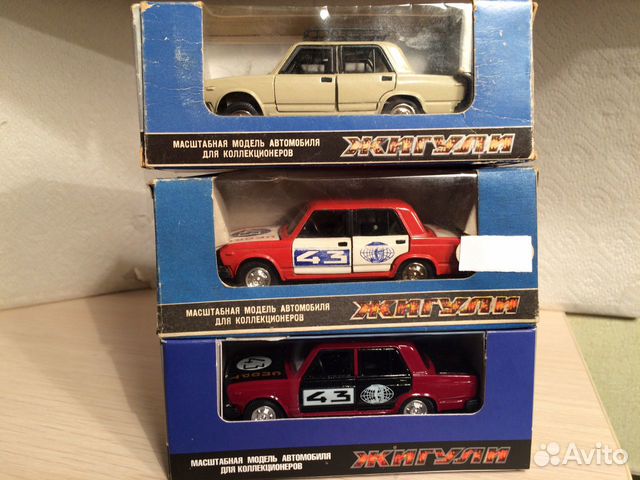 МАСШТАБНАЯ МОДЕЛЬ АВТОМОБИЛЯ
ДЛЯ КОЛЛЕКЦИОНЕРОВ
ЖИГУЛИ
43
МАСШТАБНАЯ МОДЕЛЬ АВТОМОБИЛЯ
ДЛЯ КОЛЛЕКЦИОНЕРОВ
ЖИГУЛИ
43
МАСШТАБНАЯ МОДЕЛЬ АВТОМОБИЛЯ
ДЛЯ КОЛЛЕКЦИОНЕРОВ
ЖИГУЛИ
Avito